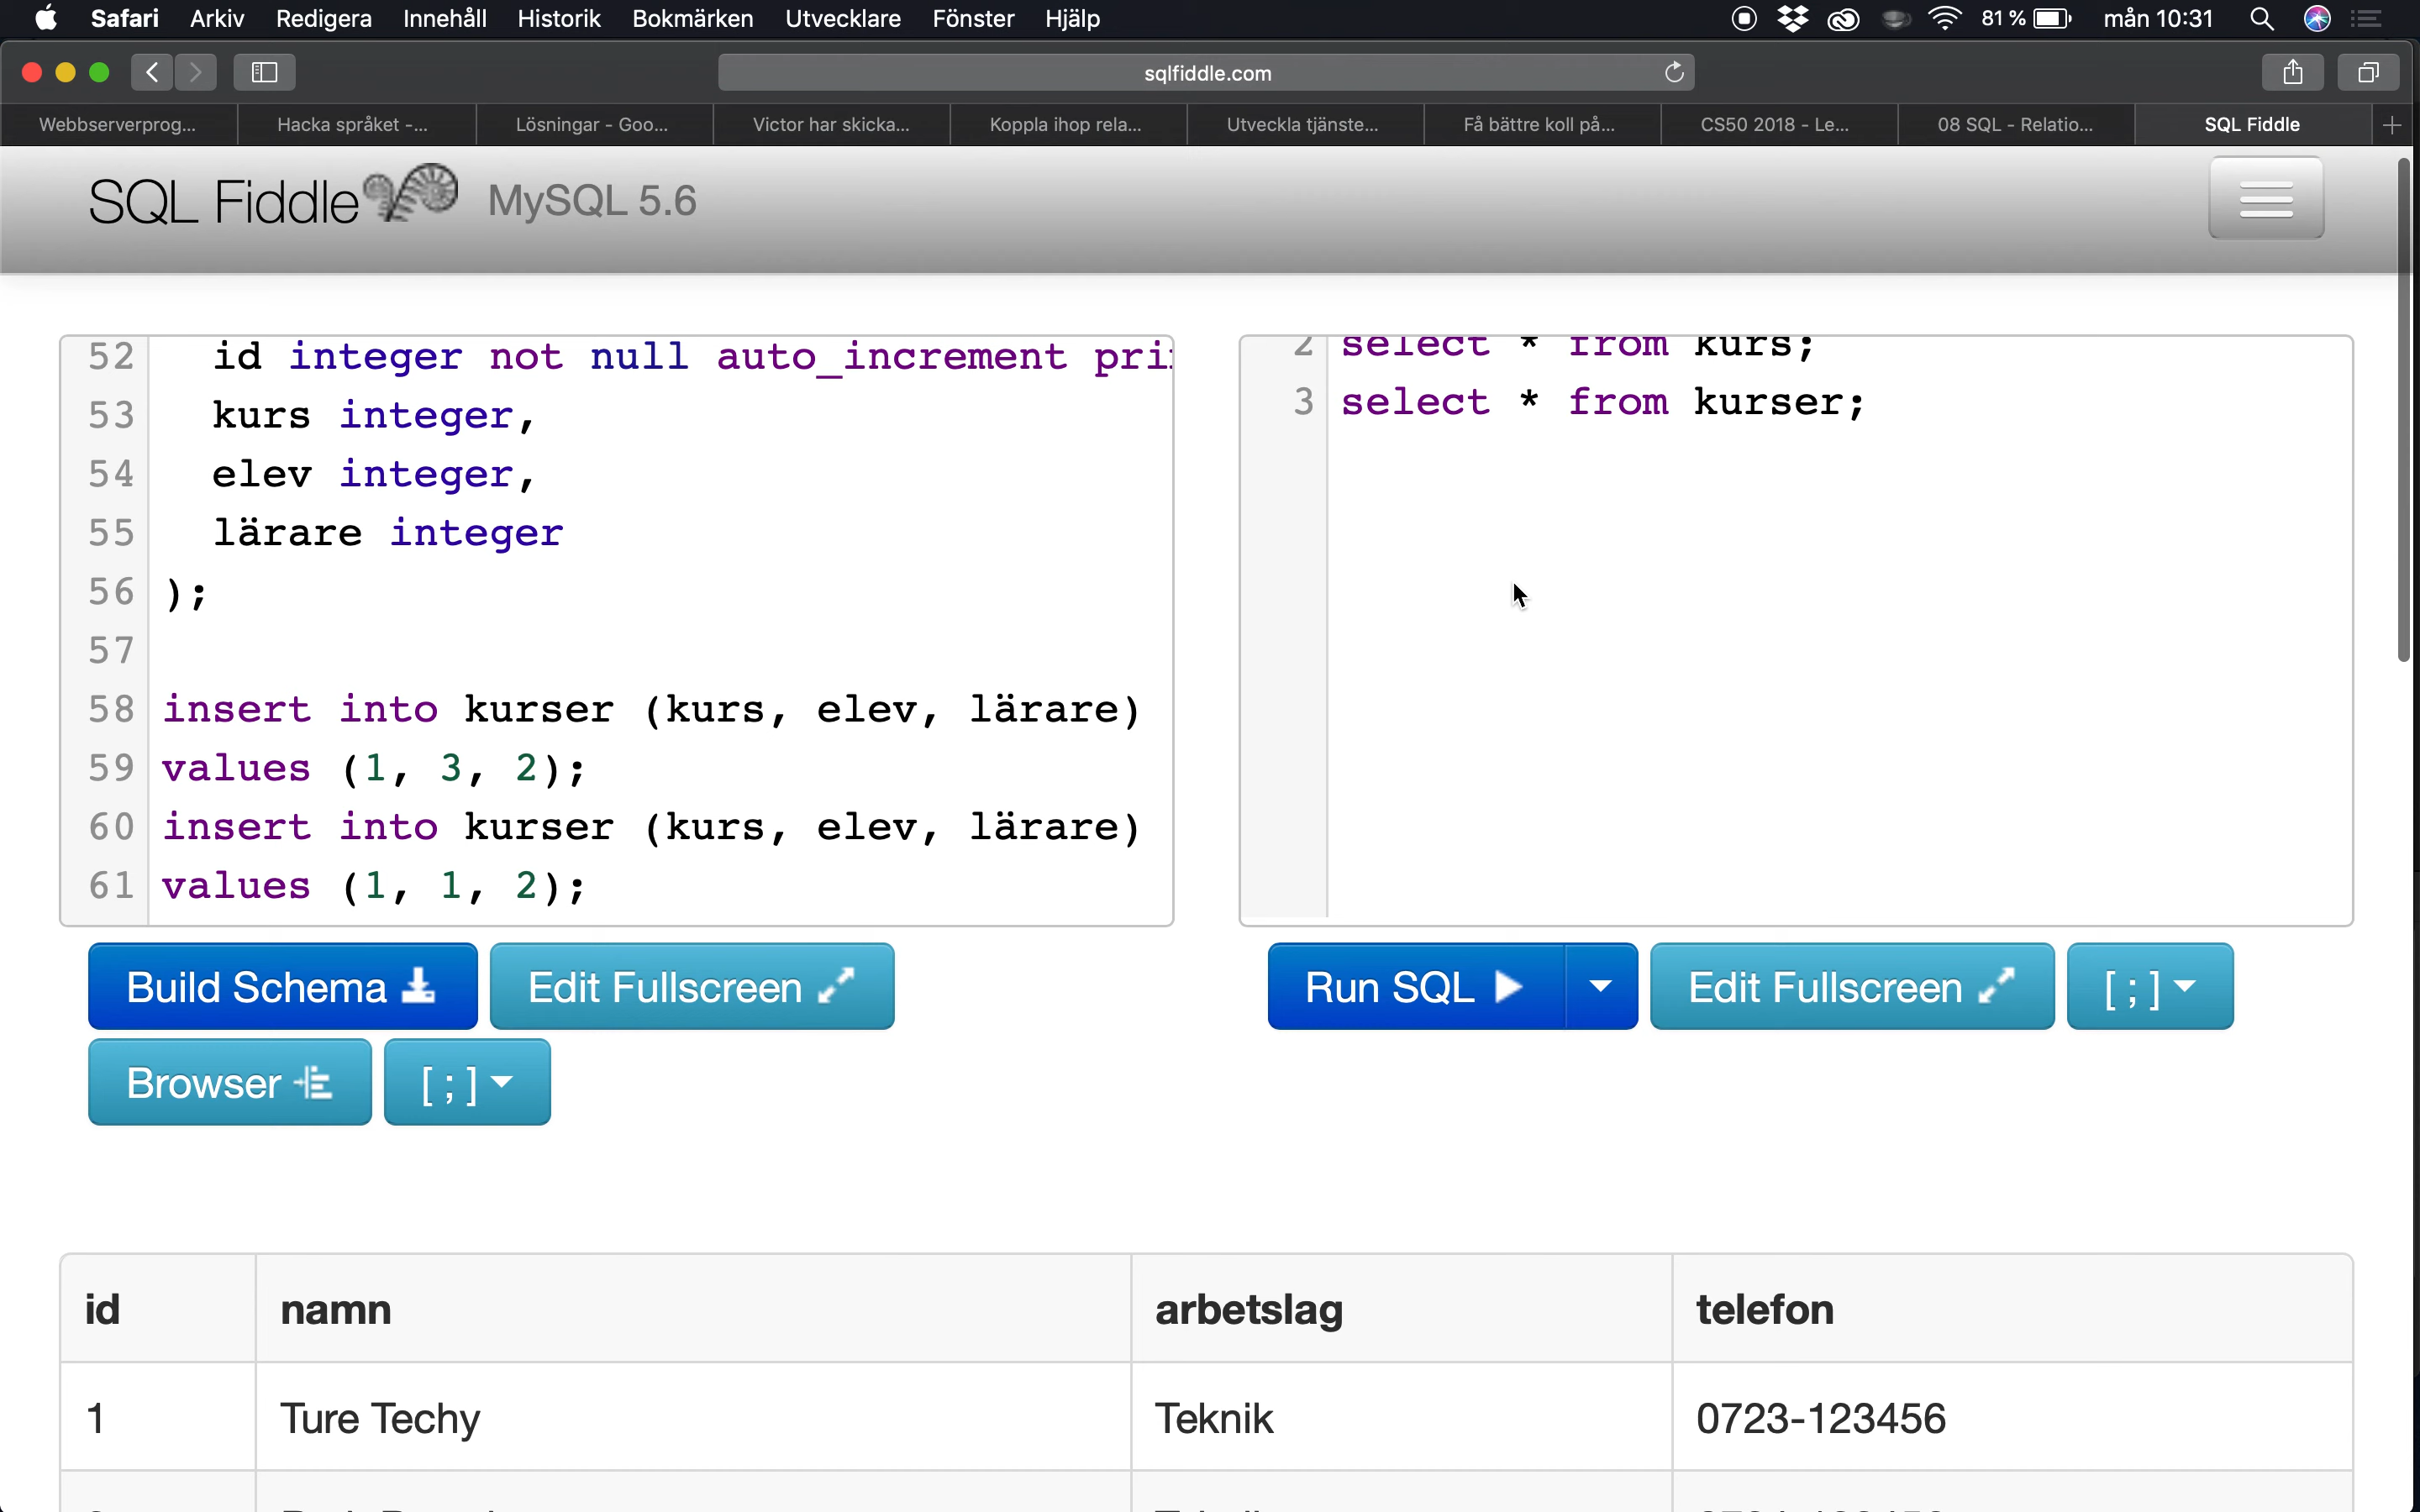 Safari Arkiv Redigera Innehåll Historik Bokmärken Utvecklare Fönster Hjälp 81 % mån 10:31
sqlfiddle.com
Webbserverprog... Hacka språket -... Lösningar - Goo... Victor har skicka... Koppla ihop rela... Utveckla tjänste... Få bättre koll på... CS50 2018 - Le... 08 SQL - Relatio... SQL Fiddle
SQL Fiddle MySQL 5.6
52 id integer not null auto_increment pri
53 kurs integer,
54 elev integer,
55 lärare integer
56 );
57
58 insert into kurser (kurs, elev, lärare)
59 values (1, 3, 2);
60 insert into kurser (kurs, elev, lärare)
61 values (1, 1, 2);
2 select * from kurs;
3 select * from kurser;
Build Schema Edit Fullscreen
Browser [ ; ]
Run SQL Edit Fullscreen [ ; ]
id namn arbetslag telefon
1 Ture Techy Teknik 0723-123456